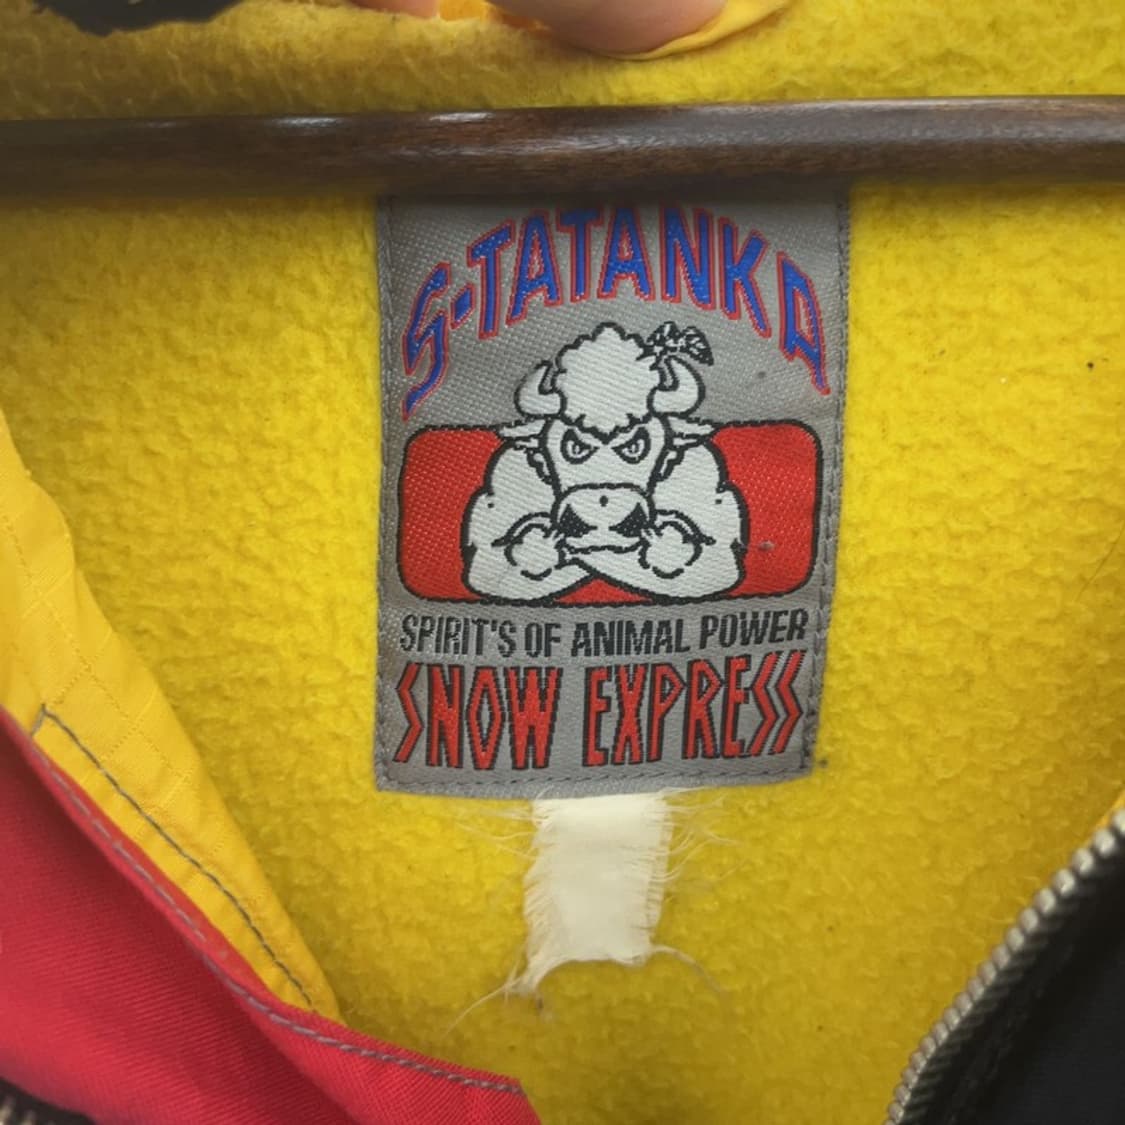 S-TATANKA
SPIRIT'S OF ANIMAL POWER
SNOW EXPRESS